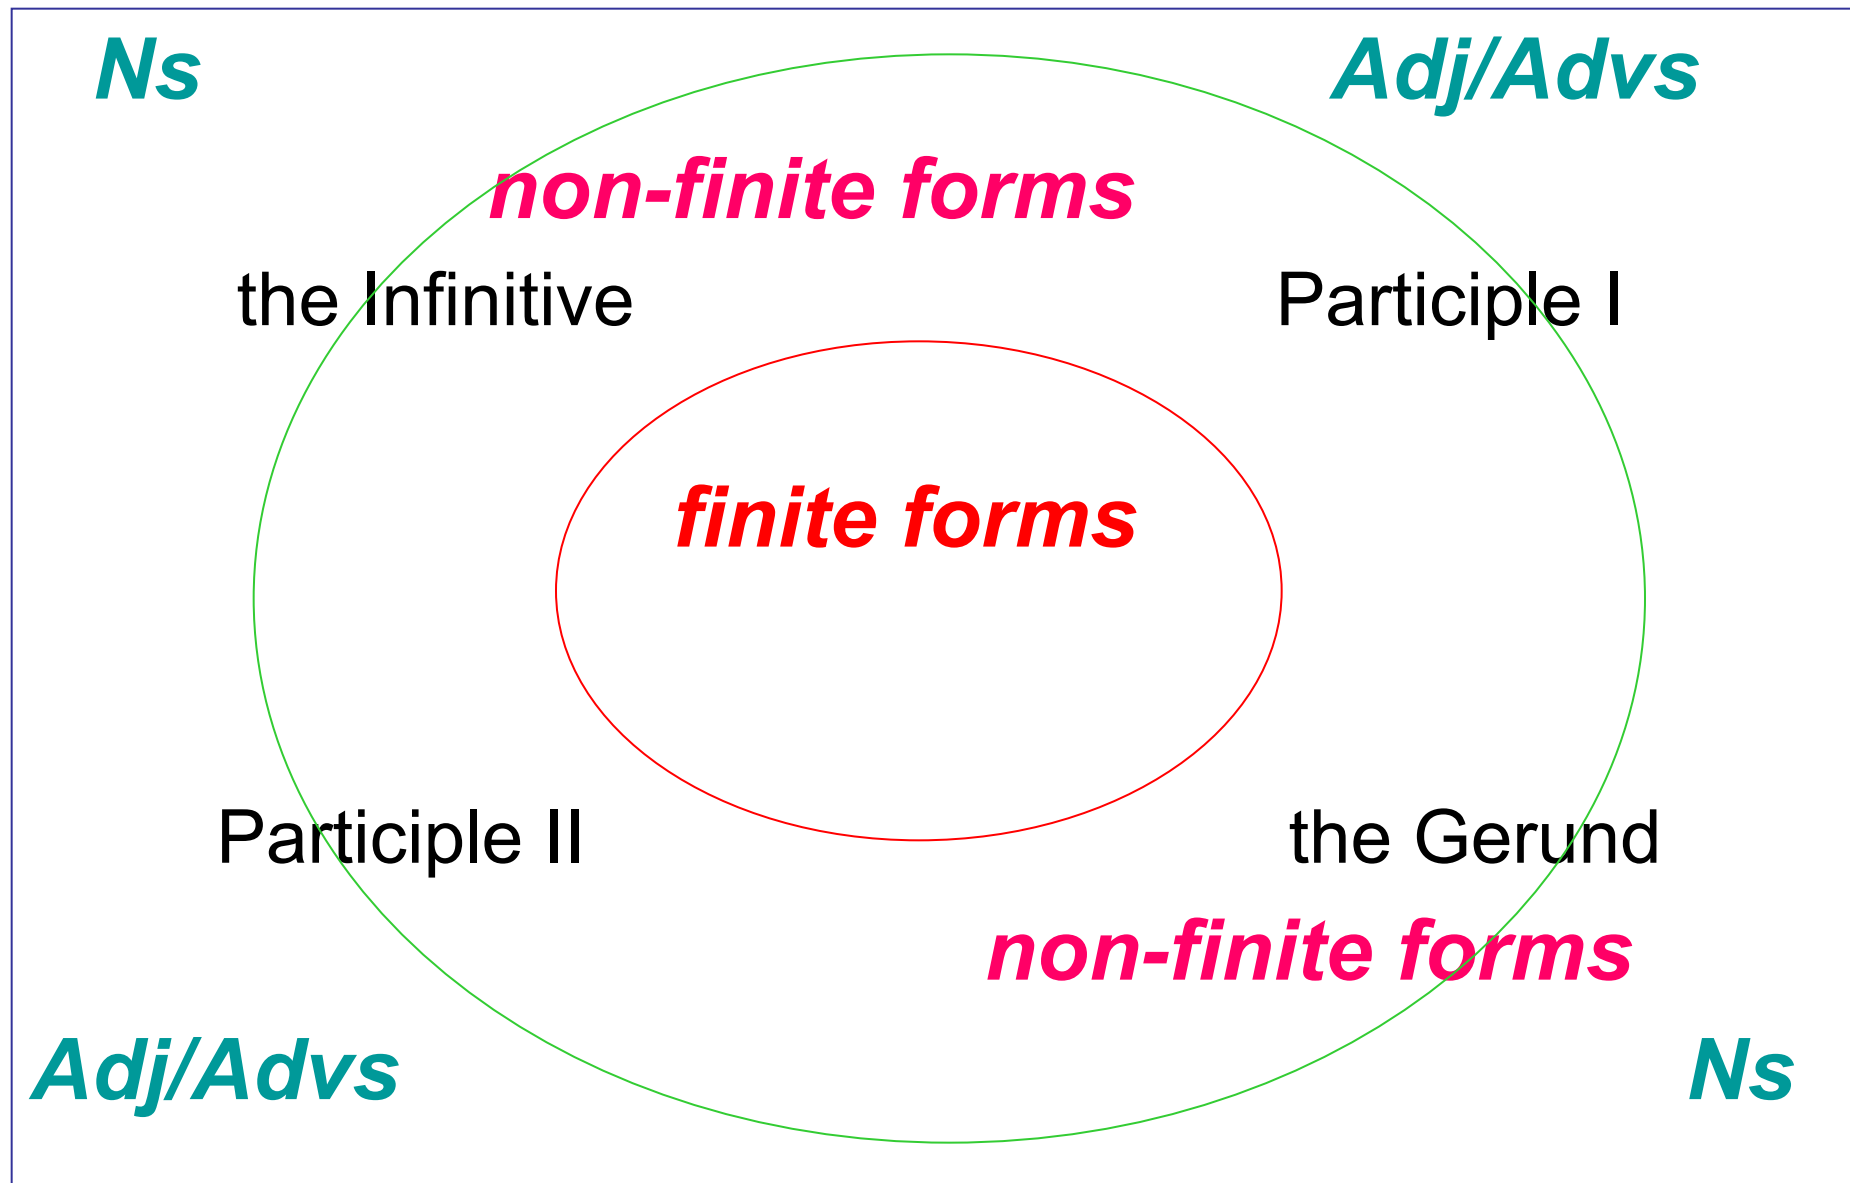 Ns
Adj/Advs
non-finite forms
the Infinitive
Participle I
finite forms
Participle II
the Gerund
non-finite forms
Adj/Advs
Ns